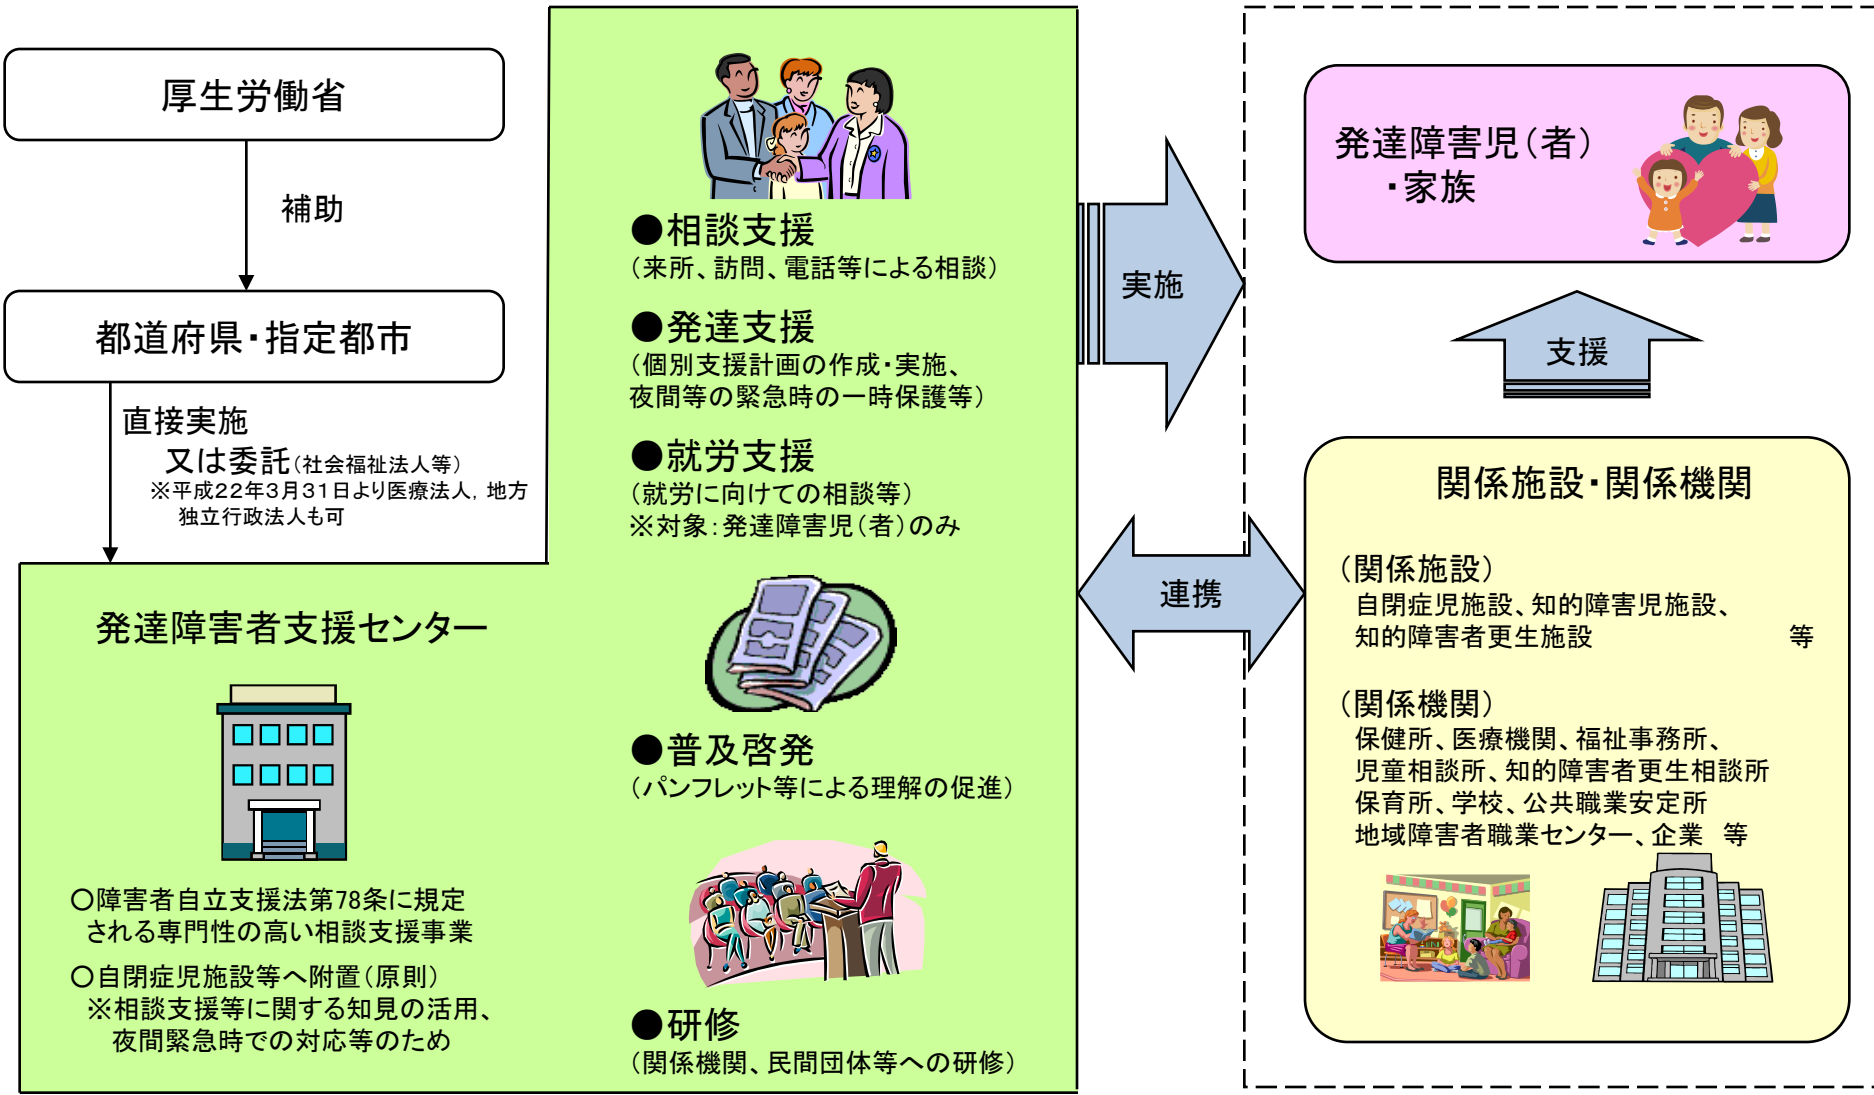 厚生労働省
補助
都道府県・指定都市
直接実施
又は委託(社会福祉法人等)
※平成22年3月31日より医療法人, 地方
独立行政法人も可
発達障害者支援センター
○障害者自立支援法第78条に規定
される専門性の高い相談支援事業
○自閉症児施設等へ附置(原則)
※相談支援等に関する知見の活用、
夜間緊急時での対応等のため
●相談支援
(来所、訪問、電話等による相談)
●発達支援
(個別支援計画の作成・実施、
夜間等の緊急時の一時保護等)
●就労支援
(就労に向けての相談等)
※対象:発達障害児(者)のみ
●普及啓発
(パンフレット等による理解の促進)
●研修
(関係機関、民間団体等への研修)
実施
連携
発達障害児(者)
・家族
支援
関係施設・関係機関
(関係施設)
自閉症児施設、知的障害児施設、
知的障害者更生施設 等
(関係機関)
保健所、医療機関、福祉事務所、
児童相談所、知的障害者更生相談所
保育所、学校、公共職業安定所
地域障害者職業センター、企業 等